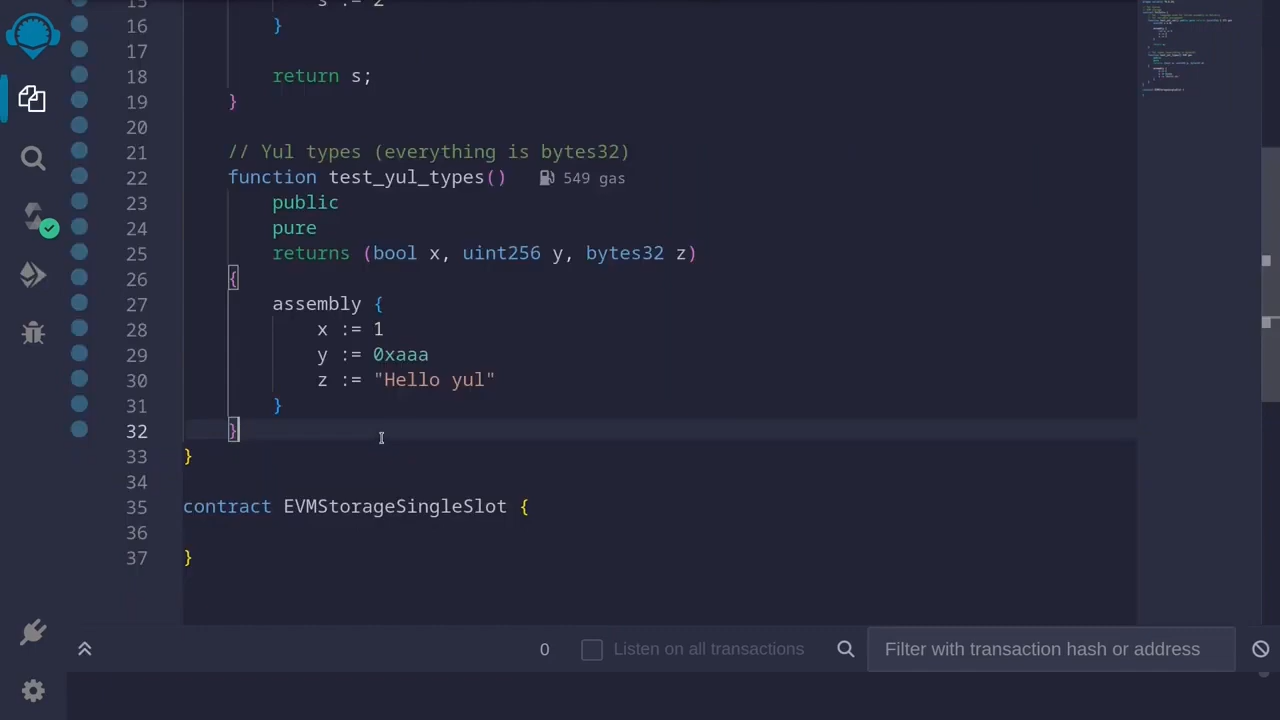 15 s := 2
16 }
17
18 return s;
19 }
20
21 // Yul types (everything is bytes32)
22 function test_yul_types() 549 gas
23 public
24 pure
25 returns (bool x, uint256 y, bytes32 z)
26 {
27 assembly {
28 x := 1
29 y := 0xaaa
30 z := "Hello yul"
31 }
32 }
33 }
34
35 contract EVMStorageSingleSlot {
36
37 }
0 Listen on all transactions Filter with transaction hash or address